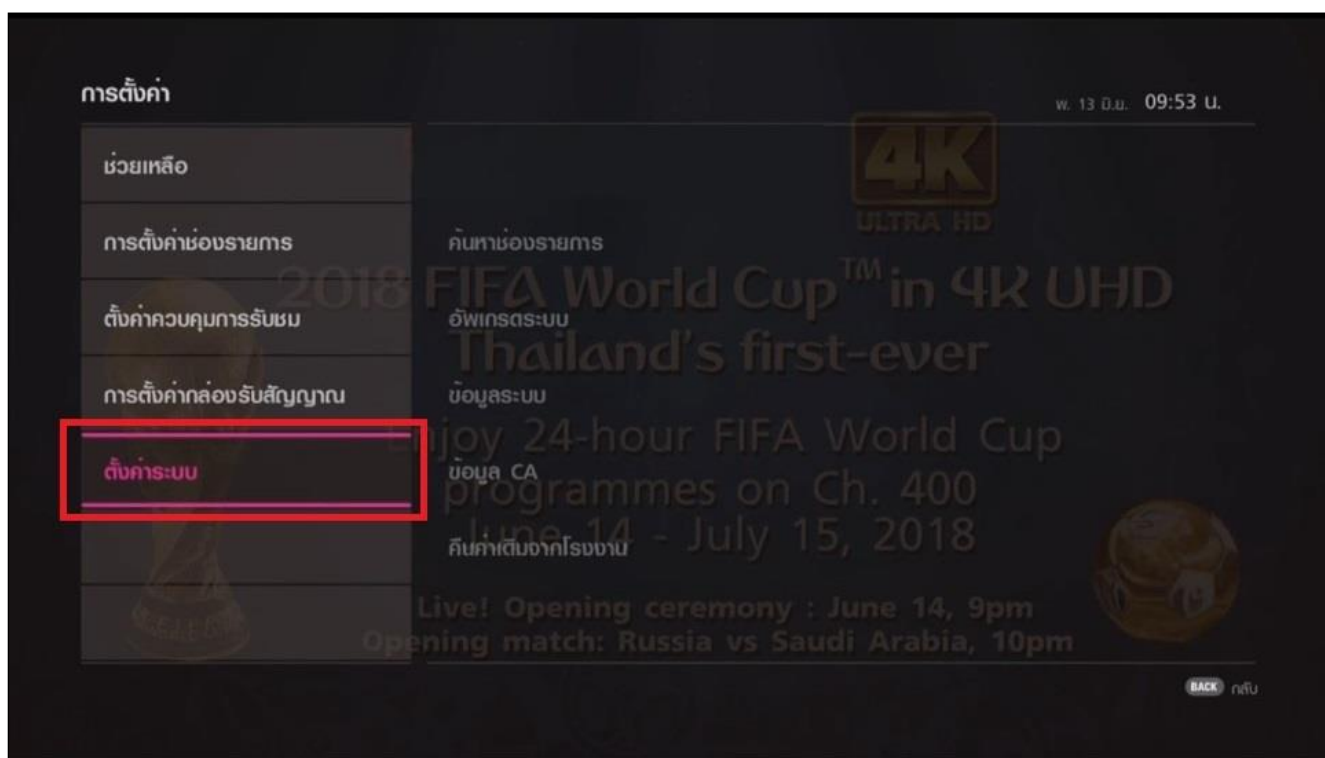 การตั้งค่า
พ. 13 มิ.ย. 09:53 น.
ช่วยเหลือ
4K
ULTRA HD
การตั้งค่าช่องรายการ
ค้นหาช่องรายการ
2018 FIFA World Cup™ in 4K UHD
ตั้งค่าควบคุมการรับชม
อัพเกรดระบบ
Thailand's first-ever
การตั้งค่ากล่องรับสัญญาณ
ข้อมูลระบบ
Enjoy 24-hour FIFA World Cup
ตั้งค่าระบบ
ข้อมูล CA
programmes on Ch. 400
June 14 - July 15, 2018
คืนค่าเดิมจากโรงงาน
Live! Opening ceremony : June 14, 9pm
Opening match: Russia vs Saudi Arabia, 10pm
BACK กลับ